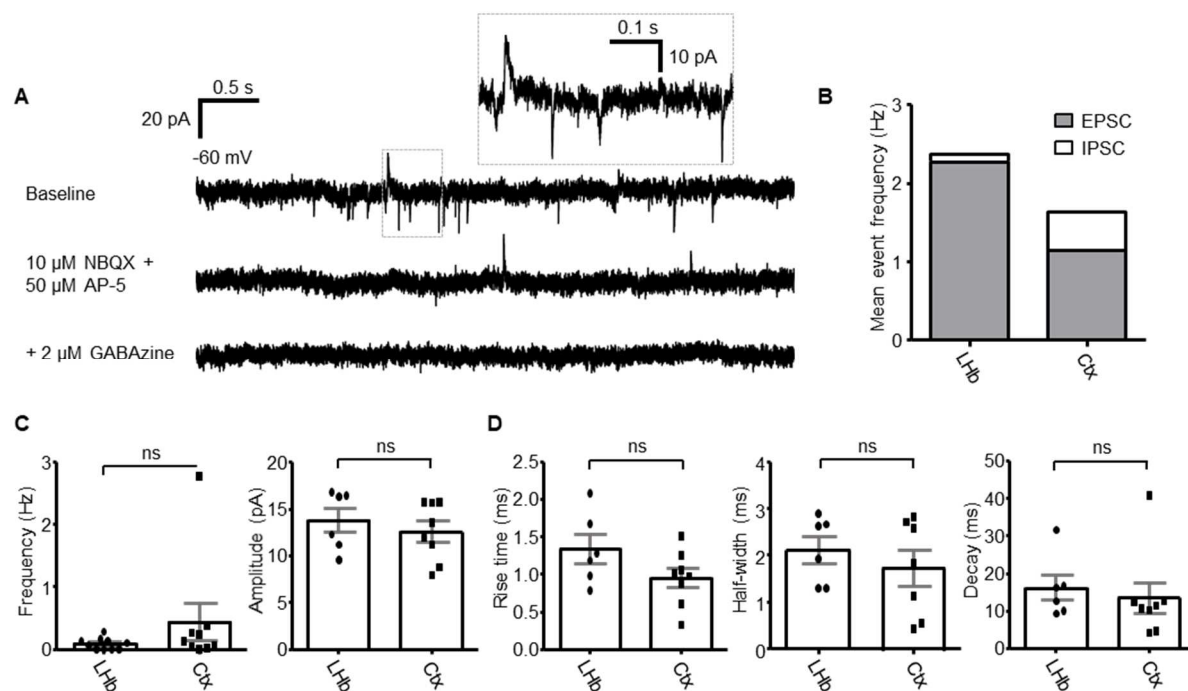 A
0.5 s
20 pA
-60 mV
0.1 s
10 pA
Baseline
10 µM NBQX +
50 µM AP-5
+ 2 µM GABAzine
B
Mean event frequency (Hz)
3
2
1
0
EPSC
IPSC
LHb
Ctx
C
Frequency (Hz)
3
2
1
0
ns
LHb
Ctx
Amplitude (pA)
20
15
10
5
0
ns
LHb
Ctx
D
Rise time (ms)
2.5
2.0
1.5
1.0
0.5
0.0
ns
LHb
Ctx
Half-width (ms)
4
3
2
1
0
ns
LHb
Ctx
Decay (ms)
50
40
30
20
10
0
ns
LHb
Ctx